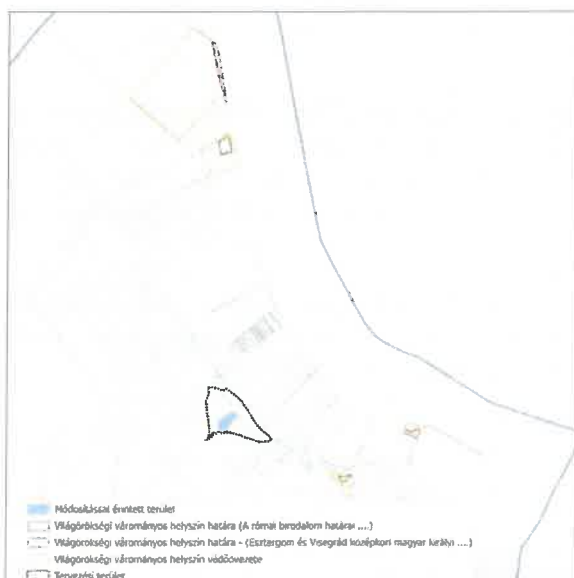 Módosítással érintett terület
Világörökségi várományos helyszín határa (A római birodalom határai ....)
Világörökségi várományos helyszín határa - (Esztergom és Visegrád középkori magyar királyi ....)
Világörökségi várományos helyszín védőövezete
Tervezési terület